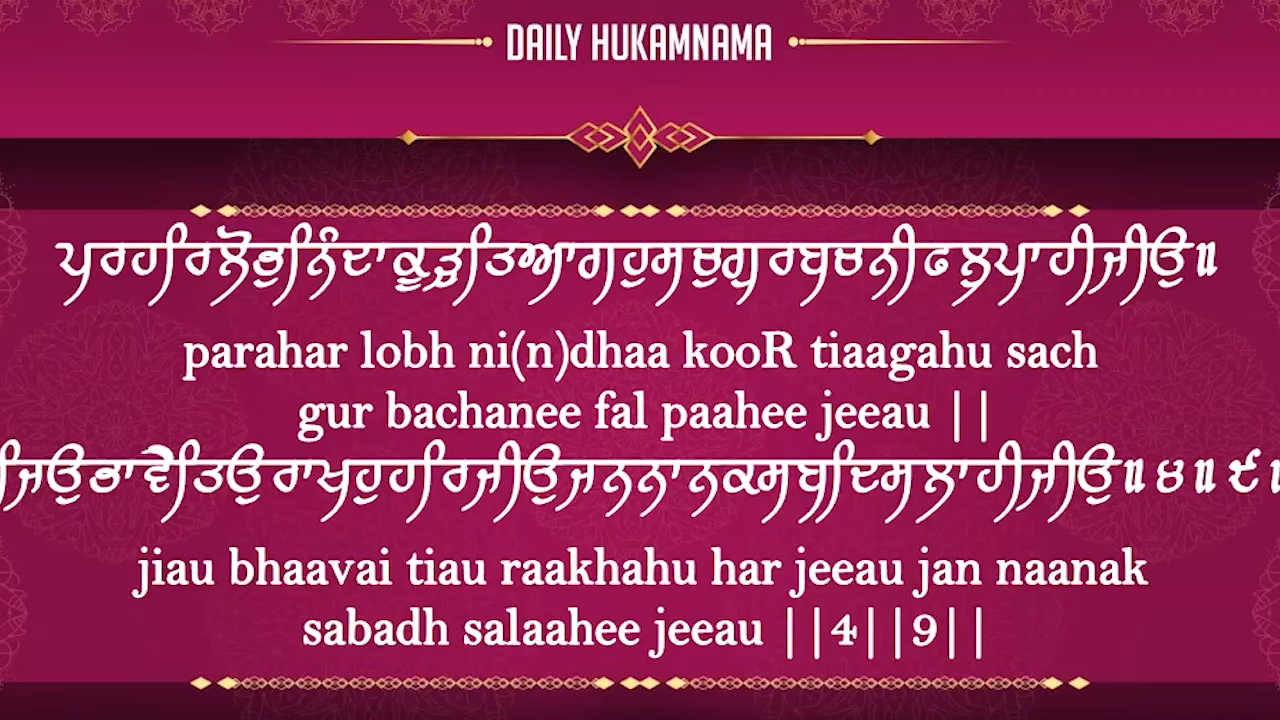 DAILY HUKAMNAMA
ਪਰਹਰਿਲੋਭੁਨਿੰਦਾਕੂੜੁਤਿਆਗਹੁਸਚੁਗੁਰਬਚਨੀਫਲੁਪਾਹੀਜੀਉ॥
parahar lobh ni(n)dhaa kooR tiaagahu sach
gur bachanee fal paahee jeeau ||
ਜਿਉਭਾਵੈਤਿਉਰਾਖਹੁਹਰਿਜੀਉਜਨਨਾਨਕਸਬਦਿਸਲਾਹੀਜੀਉ॥੪॥੯॥
jiau bhaavai tiau raakhahu har jeeau jan naanak
sabadh salaahee jeeau ||4||9||